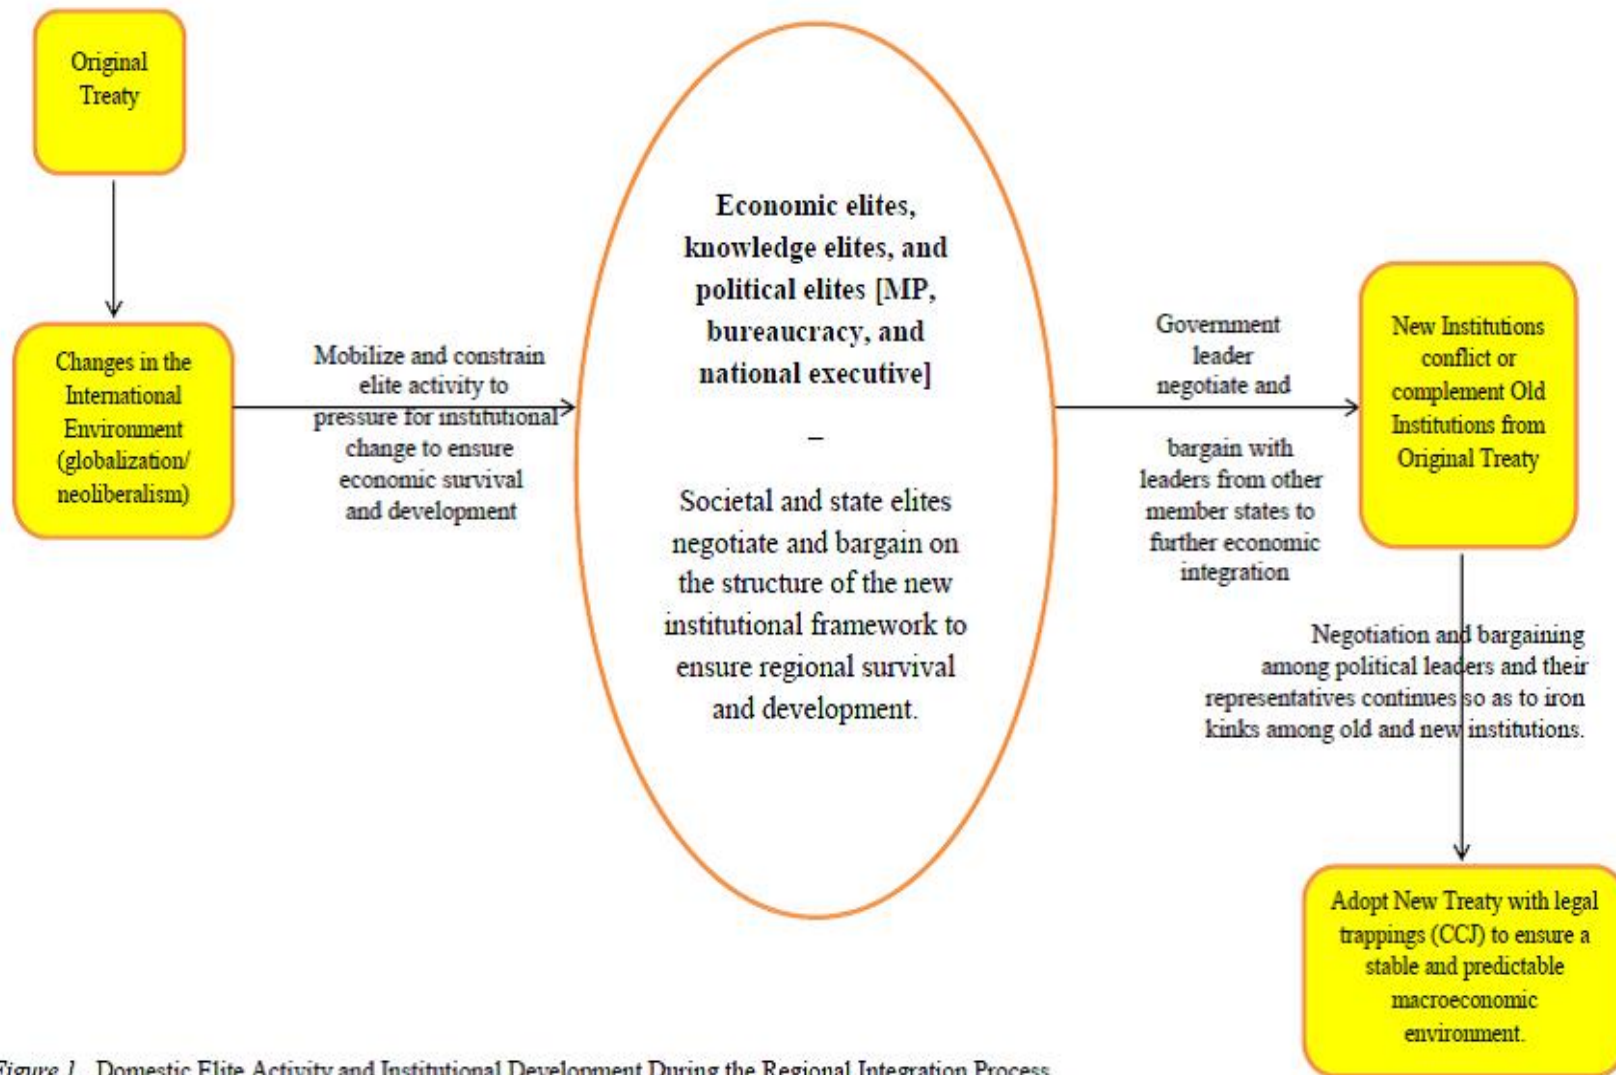 Original
Treaty
Changes in the
International
Environment
(globalization/
neoliberalism)
Mobilize and constrain
elite activity to
pressure for institutional
change to ensure
economic survival
and development
Economic elites,
knowledge elites, and
political elites [MP,
bureaucracy, and
national executive]
–
Societal and state elites
negotiate and bargain on
the structure of the new
institutional framework to
ensure regional survival
and development.
Government
leader
negotiate and
bargain with
leaders from other
member states to
further economic
integration
New Institutions
conflict or
complement Old
Institutions from
Original Treaty
Negotiation and bargaining
among political leaders and their
representatives continues so as to iron
kinks among old and new institutions.
Adopt New Treaty with legal
trappings (CCJ) to ensure a
stable and predictable
macroeconomic
environment.
Figure 1. Domestic Elite Activity and Institutional Development During the Regional Integration Process